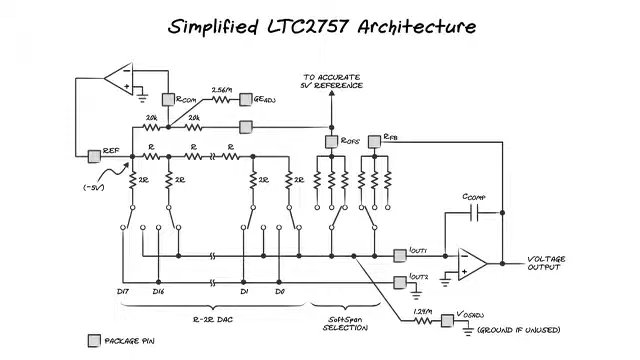 Simplified LTC2757 Architecture
TO ACCURATE
5V REFERENCE
RCOM
2.56M
GEADJ
20k
20k
ROFS
RFB
REF
R
R
R
(-5V)
2R
2R
2R
2R
CCOMP
IOUT1
VOLTAGE
OUTPUT
IOUT2
D17
D16
D1
D0
R-2R DAC
SoftSpan
SELECTION
1.29M
VOSADJ
(GROUND IF UNUSED)
PACKAGE PIN